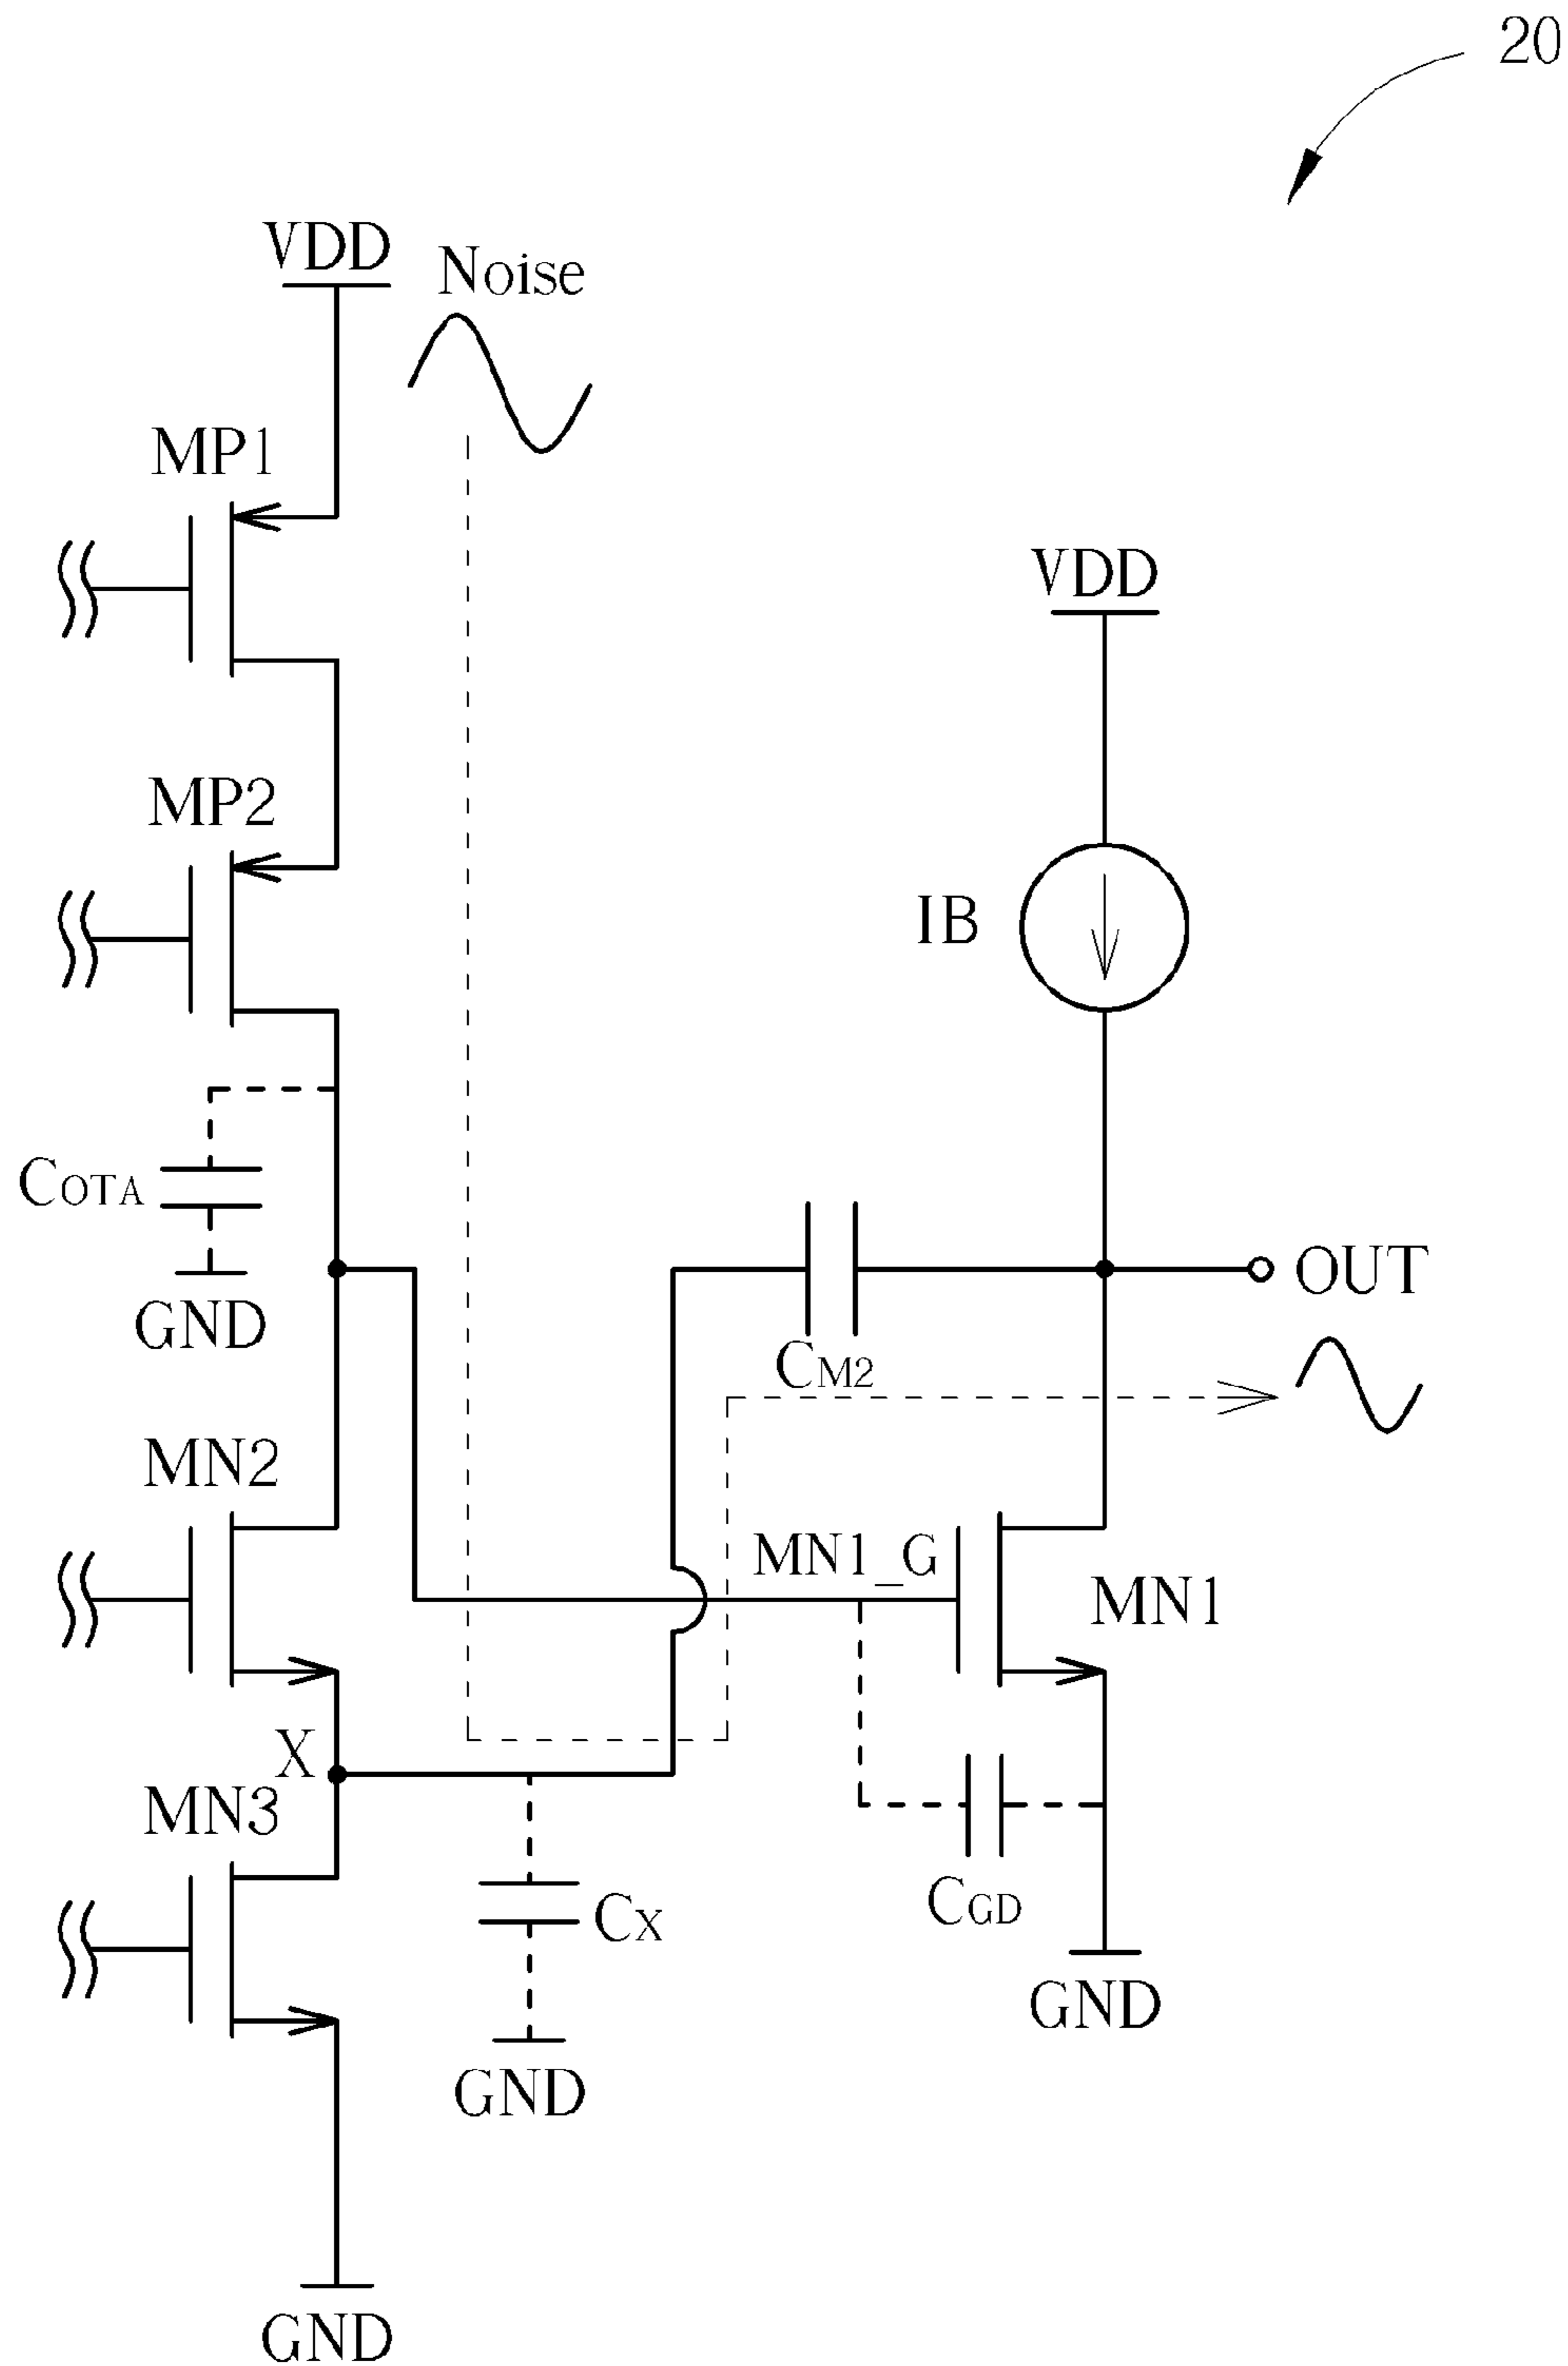 20
VDD
Noise
MP1
VDD
MP2
IB
COTA
GND
OUT
CM2
MN2
MN1_G
MN1
X
MN3
CGD
CX
GND
GND
GND